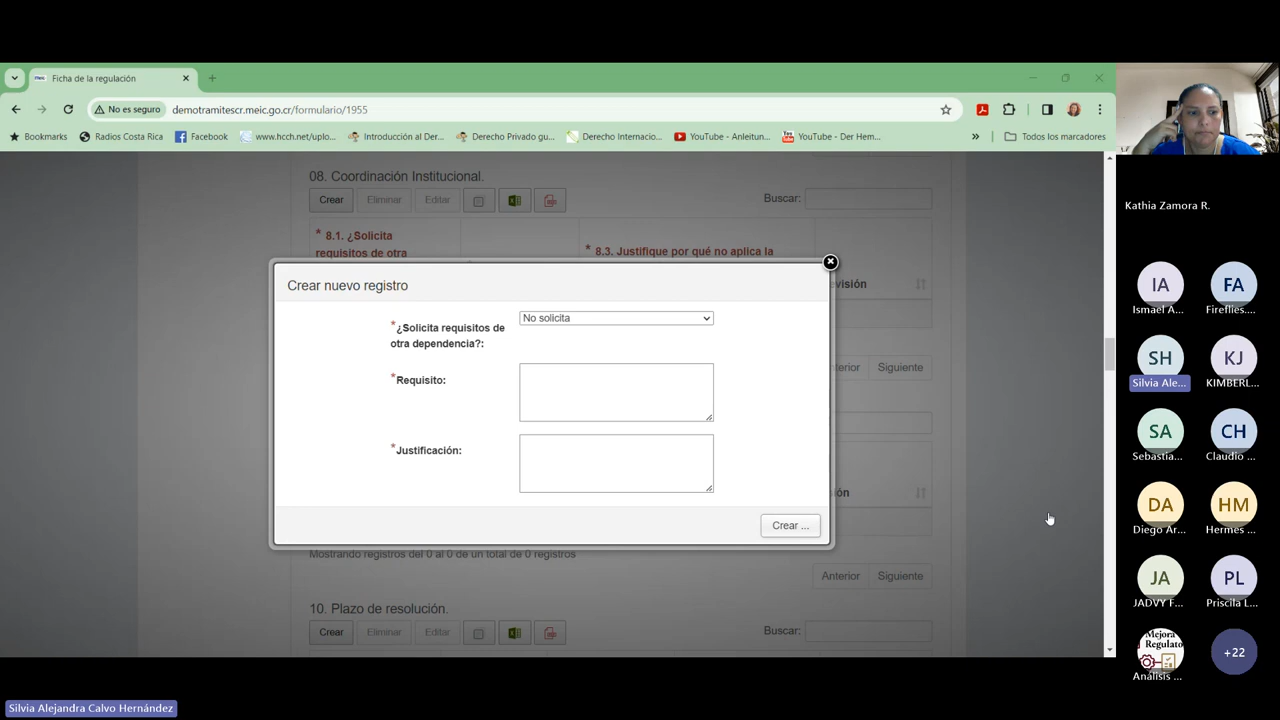 Ficha de la regulación
No es seguro
demotramitescr.meic.go.cr/formulario/1955
Bookmarks
Radios Costa Rica
Facebook
www.hcch.net/uplo...
Introducción al Der...
Derecho Privado gu...
Derecho Internacio...
YouTube - Anleitun...
YouTube - Der Hem...
»
Todos los marcadores
08. Coordinación Institucional.
Crear
Eliminar
Editar
Buscar:
* 8.1. ¿Solicita
requisitos de otra
* 8.3. Justifique por qué no aplica la
visión
Crear nuevo registro
*¿Solicita requisitos de
otra dependencia?:
No solicita
*Requisito:
*Justificación:
Crear ...
terior
Siguiente
ón
Mostrando registros del 0 al 0 de un total de 0 registros
Anterior
Siguiente
10. Plazo de resolución.
Crear
Eliminar
Editar
Buscar:
Kathia Zamora R.
IA
Ismael A...
FA
Fireflies....
SH
Silvia Ale...
KJ
KIMBERL...
SA
Sebastia...
CH
Claudio ...
DA
Diego Ar...
HM
Hermes ...
JA
JADVY F...
PL
Priscila L...
Mejora
Regulato
Análisis ...
+22
Silvia Alejandra Calvo Hernández